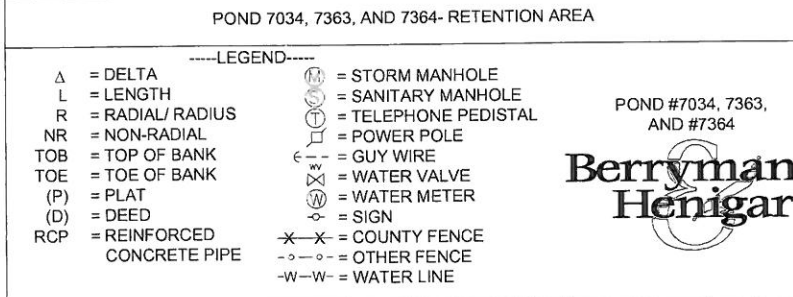 POND 7034, 7363, AND 7364- RETENTION AREA
-----LEGEND-----
Δ = DELTA
L = LENGTH
R = RADIAL/ RADIUS
NR = NON-RADIAL
TOB = TOP OF BANK
TOE = TOE OF BANK
(P) = PLAT
(D) = DEED
RCP = REINFORCED
CONCRETE PIPE
M = STORM MANHOLE
S = SANITARY MANHOLE
T = TELEPHONE PEDISTAL
= POWER POLE
= GUY WIRE
WV = WATER VALVE
W = WATER METER
= SIGN
-X—X- = COUNTY FENCE
- o — o - = OTHER FENCE
-W—W- = WATER LINE
POND #7034, 7363,
AND #7364
Berryman
&
Henigar